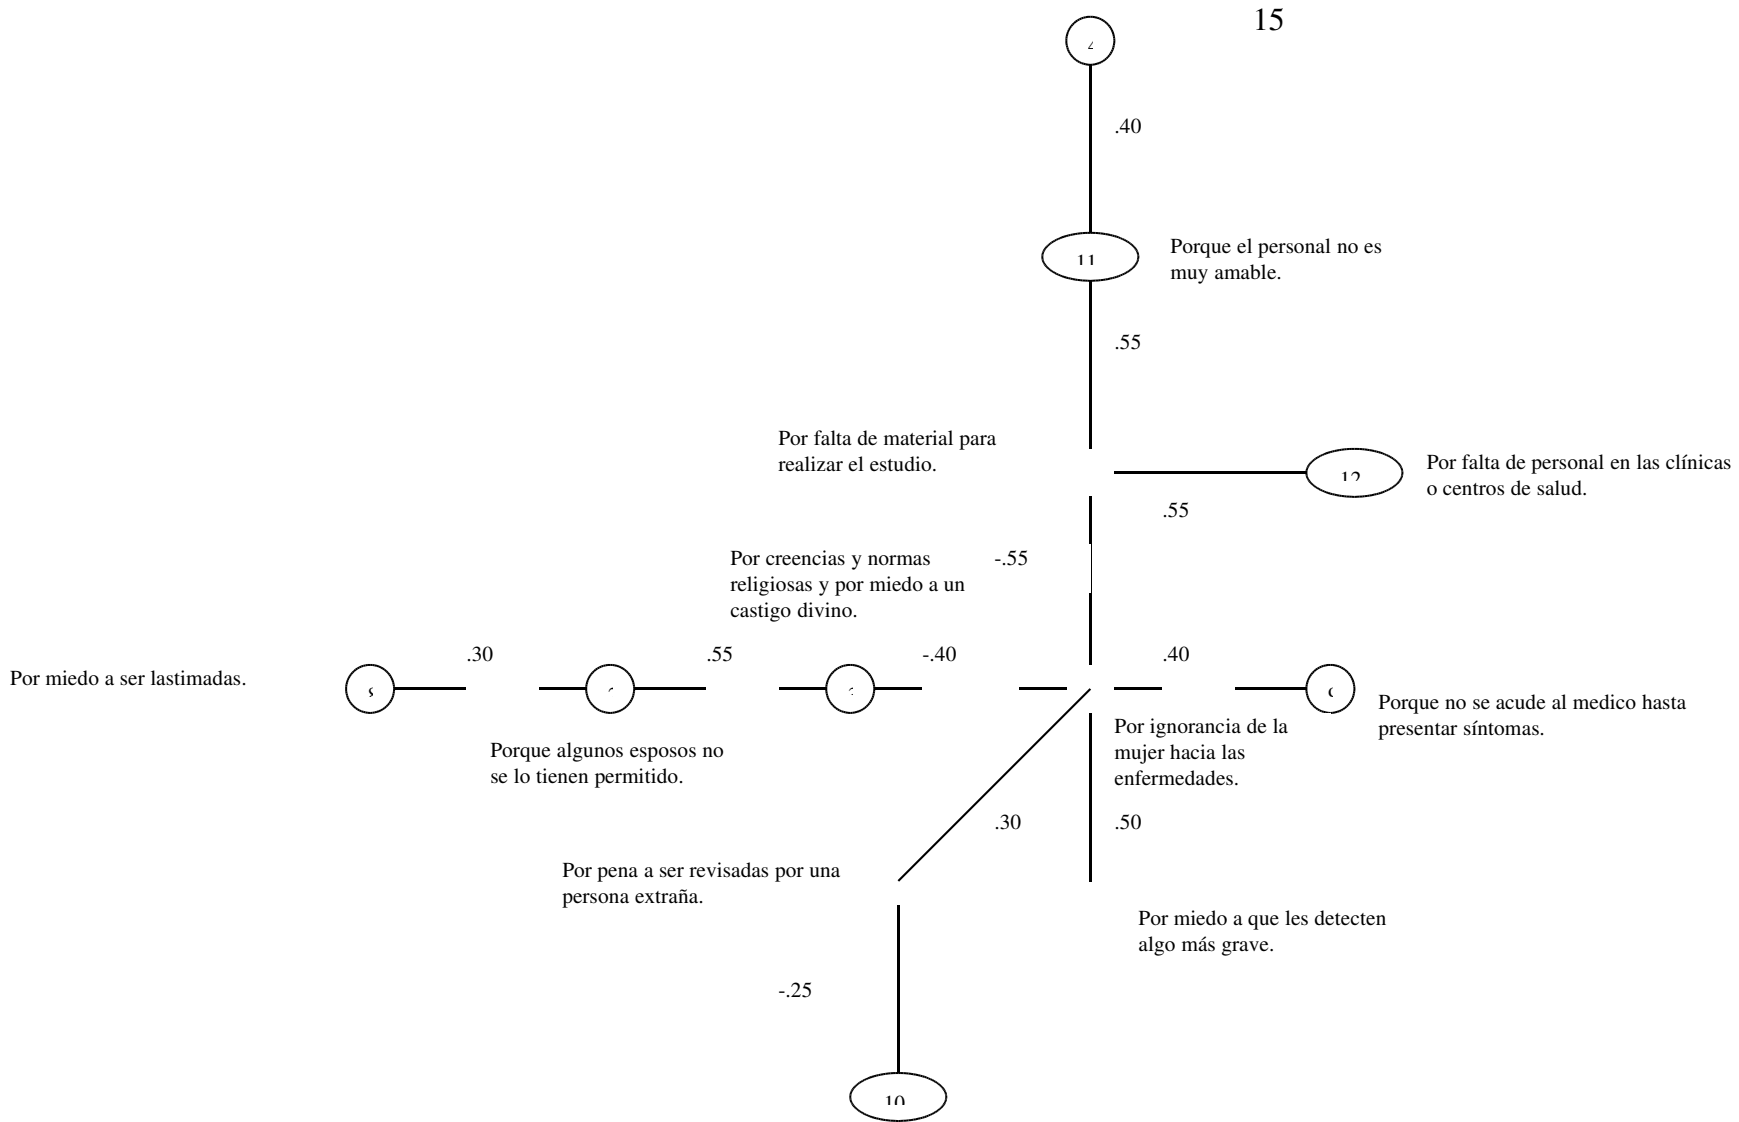 15
.40
Porque el personal no es
muy amable.
11
.55
Por falta de material para
realizar el estudio.
12
Por falta de personal en las clínicas
o centros de salud.
.55
Por creencias y normas
religiosas y por miedo a un
castigo divino.
-.55
Por miedo a ser lastimadas.
.30
.55
-.40
.40
Porque no se acude al medico hasta
presentar síntomas.
Porque algunos esposos no
se lo tienen permitido.
Por ignorancia de la
mujer hacia las
enfermedades.
.30
.50
Por pena a ser revisadas por una
persona extraña.
Por miedo a que les detecten
algo más grave.
-.25
10